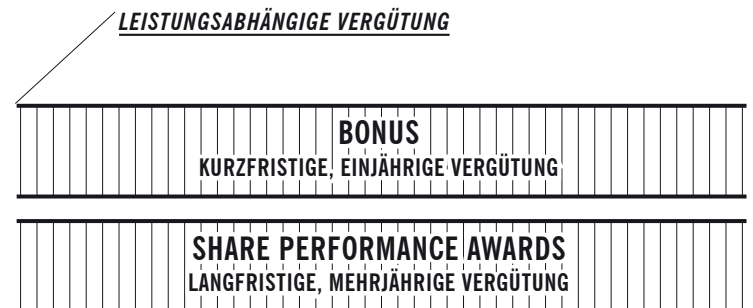 LEISTUNGSABHÄNGIGE VERGÜTUNG
BONUS
KURZFRISTIGE, EINJÄHRIGE VERGÜTUNG
SHARE PERFORMANCE AWARDS
LANGFRISTIGE, MEHRJÄHRIGE VERGÜTUNG